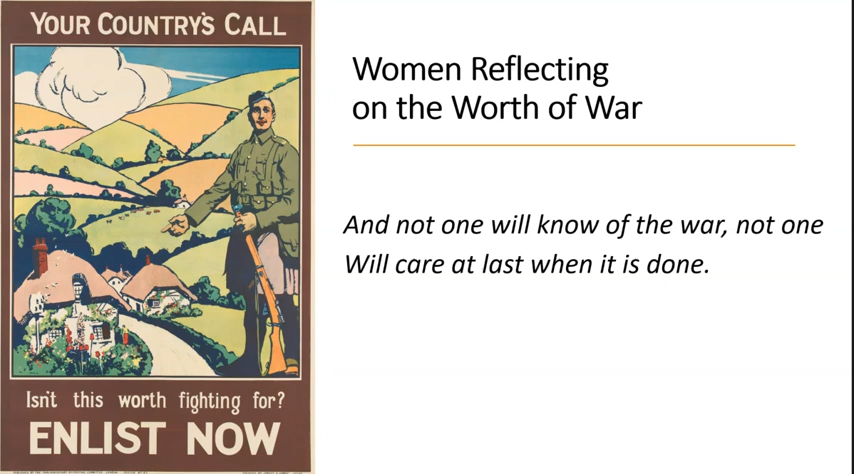 YOUR COUNTRY'S CALL
Isn't this worth fighting for?
ENLIST NOW
Women Reflecting
on the Worth of War
And not one will know of the war, not one
Will care at last when it is done.